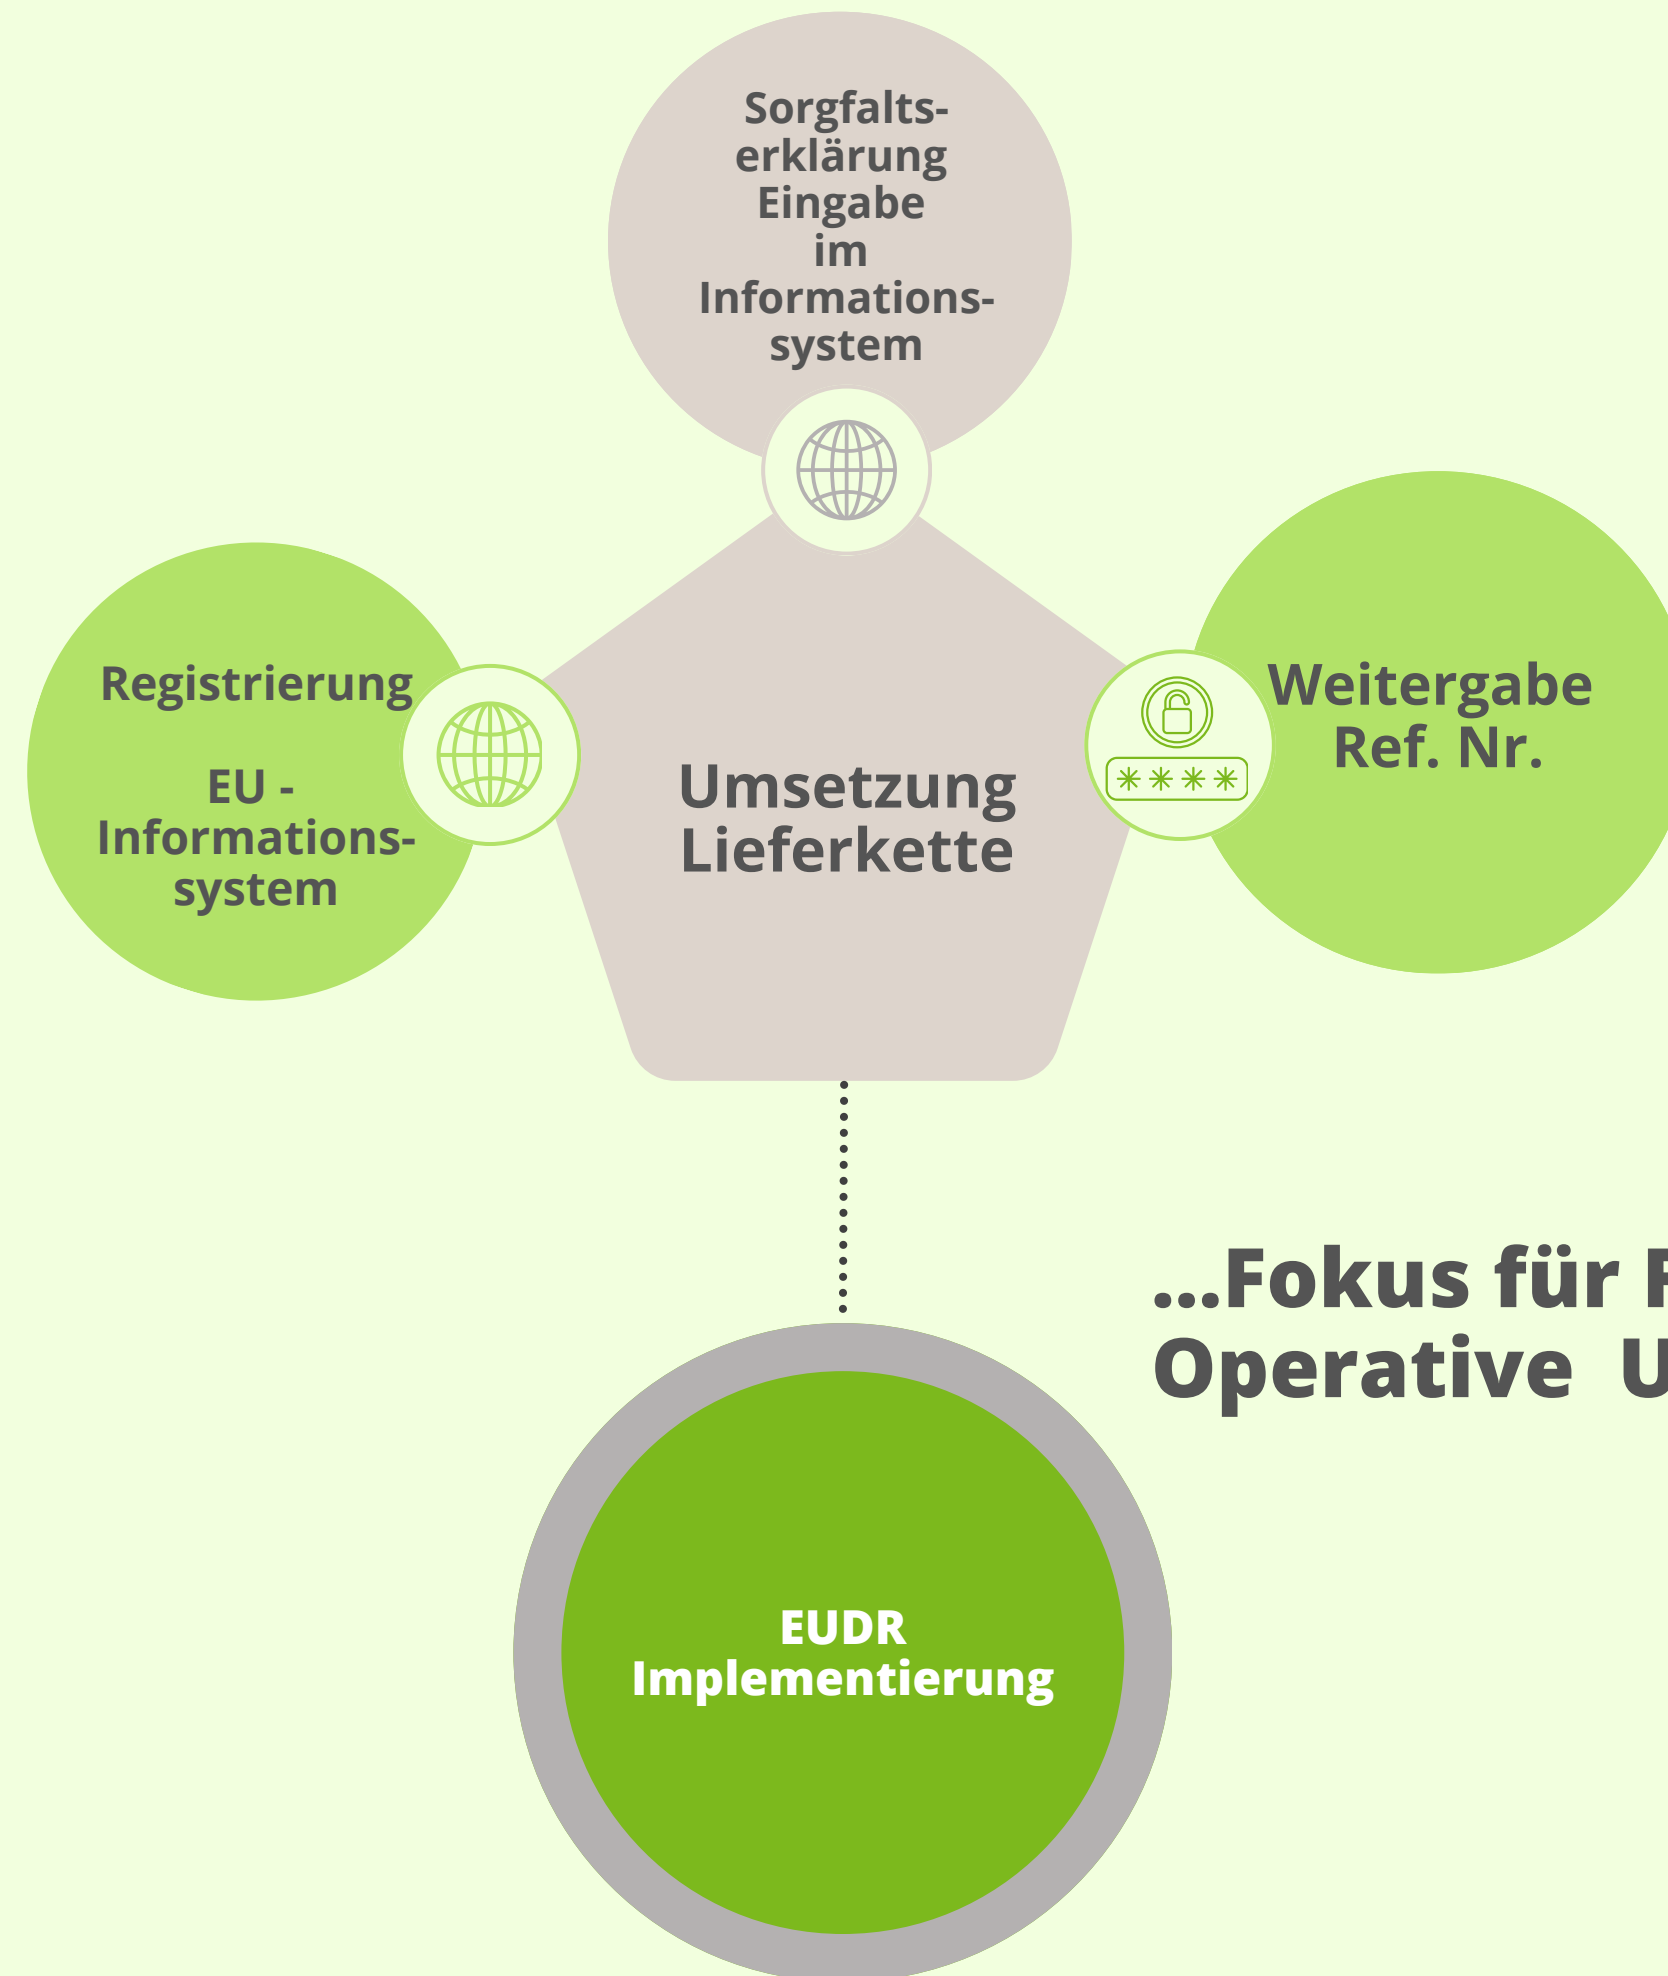 Sorgfalts-
erklärung
Eingabe
im
Informations-
system
Registrierung
EU -
Informations-
system
Weitergabe
Ref. Nr.
Umsetzung
Lieferkette
...Fokus für
Operative
EUDR
Implementierung